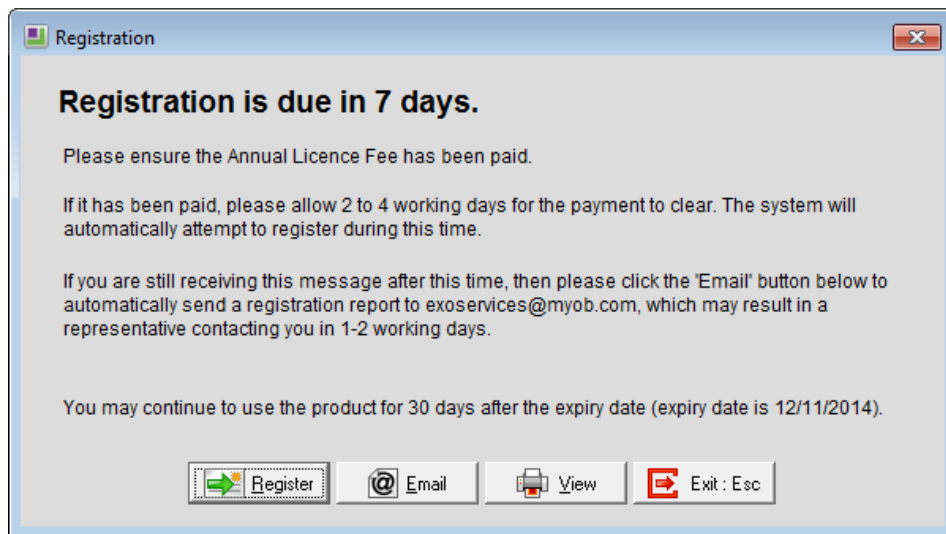 Registration
Registration is due in 7 days.
Please ensure the Annual Licence Fee has been paid.
If it has been paid, please allow 2 to 4 working days for the payment to clear. The system will
automatically attempt to register during this time.
If you are still receiving this message after this time, then please click the 'Email' button below to
automatically send a registration report to exoservices@myob.com, which may result in a
representative contacting you in 1-2 working days.
You may continue to use the product for 30 days after the expiry date (expiry date is 12/11/2014).
Register Email View Exit : Esc